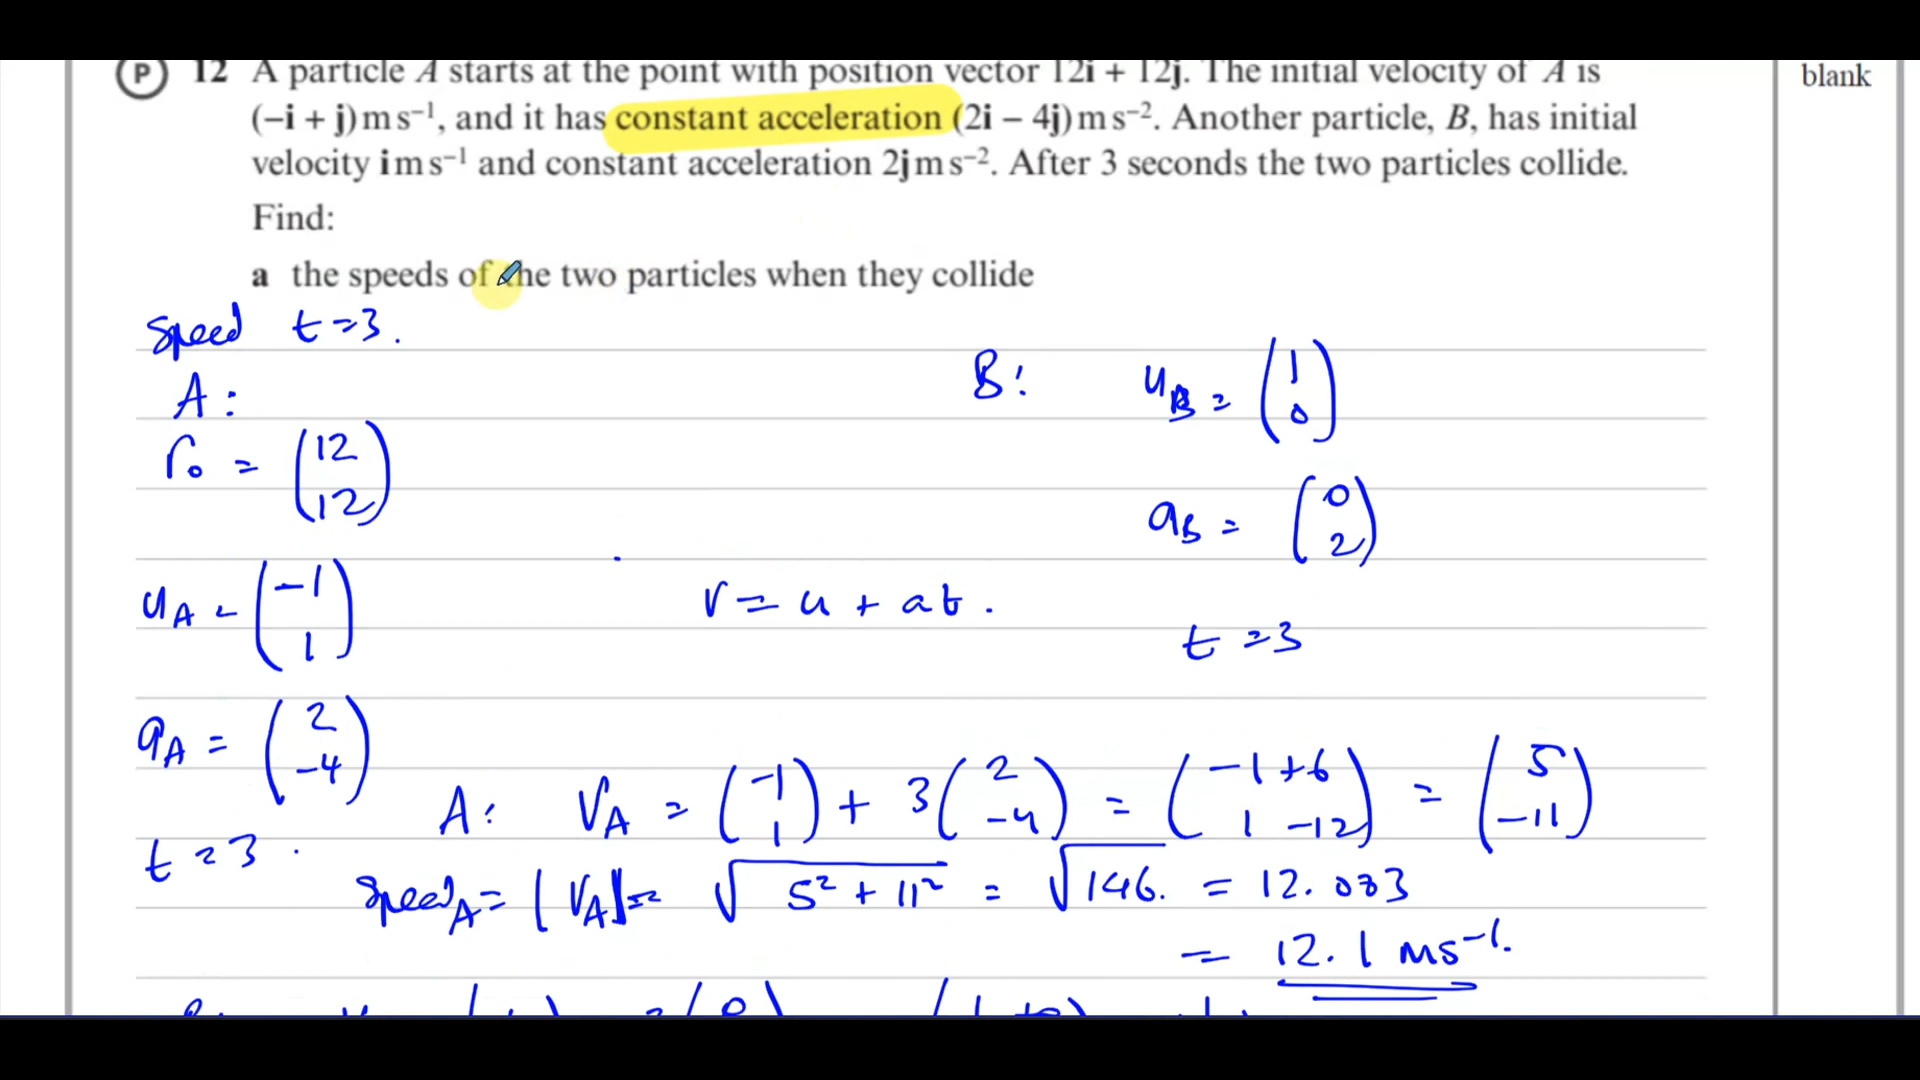 P 12 A particle A starts at the point with position vector 12i + 12j. The initial velocity of A is
(−i + j) m s⁻¹, and it has constant acceleration (2i − 4j) m s⁻². Another particle, B, has initial
velocity i m s⁻¹ and constant acceleration 2j m s⁻². After 3 seconds the two particles collide.
Find:
a the speeds of the two particles when they collide
blank
Speed t=3.
A:
r₀ = (12
12)
u_A = (-1
1)
a_A = (2
-4)
t=3.
B:
u_B = (1
0)
a_B = (0
2)
v = u + at.
t=3
A: V_A = (-1 1) + 3(2 -4) = (-1+6 1-12) = (5 -11)
Speed_A = |V_A| = √5² + 11² = √146. = 12.083
= 12.1 ms⁻¹.